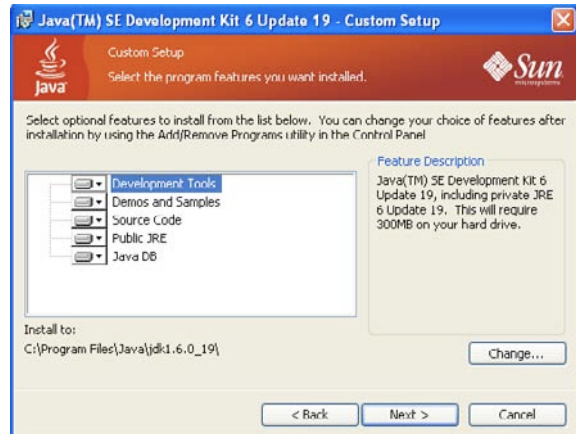 Java(TM) SE Development Kit 6 Update 19 - Custom Setup
Custom Setup
Select the program features you want installed.
Java
Sun
microsystems
Select optional features to install from the list below. You can change your choice of features after
installation by using the Add/Remove Programs utility in the Control Panel
Development Tools
Demos and Samples
Source Code
Public JRE
Java DB
Feature Description
Java(TM) SE Development Kit 6
Update 19, including private JRE
6 Update 19. This will require
300MB on your hard drive.
Install to:
C:\Program Files\Java\jdk1.6.0_19\
Change...
< Back
Next >
Cancel